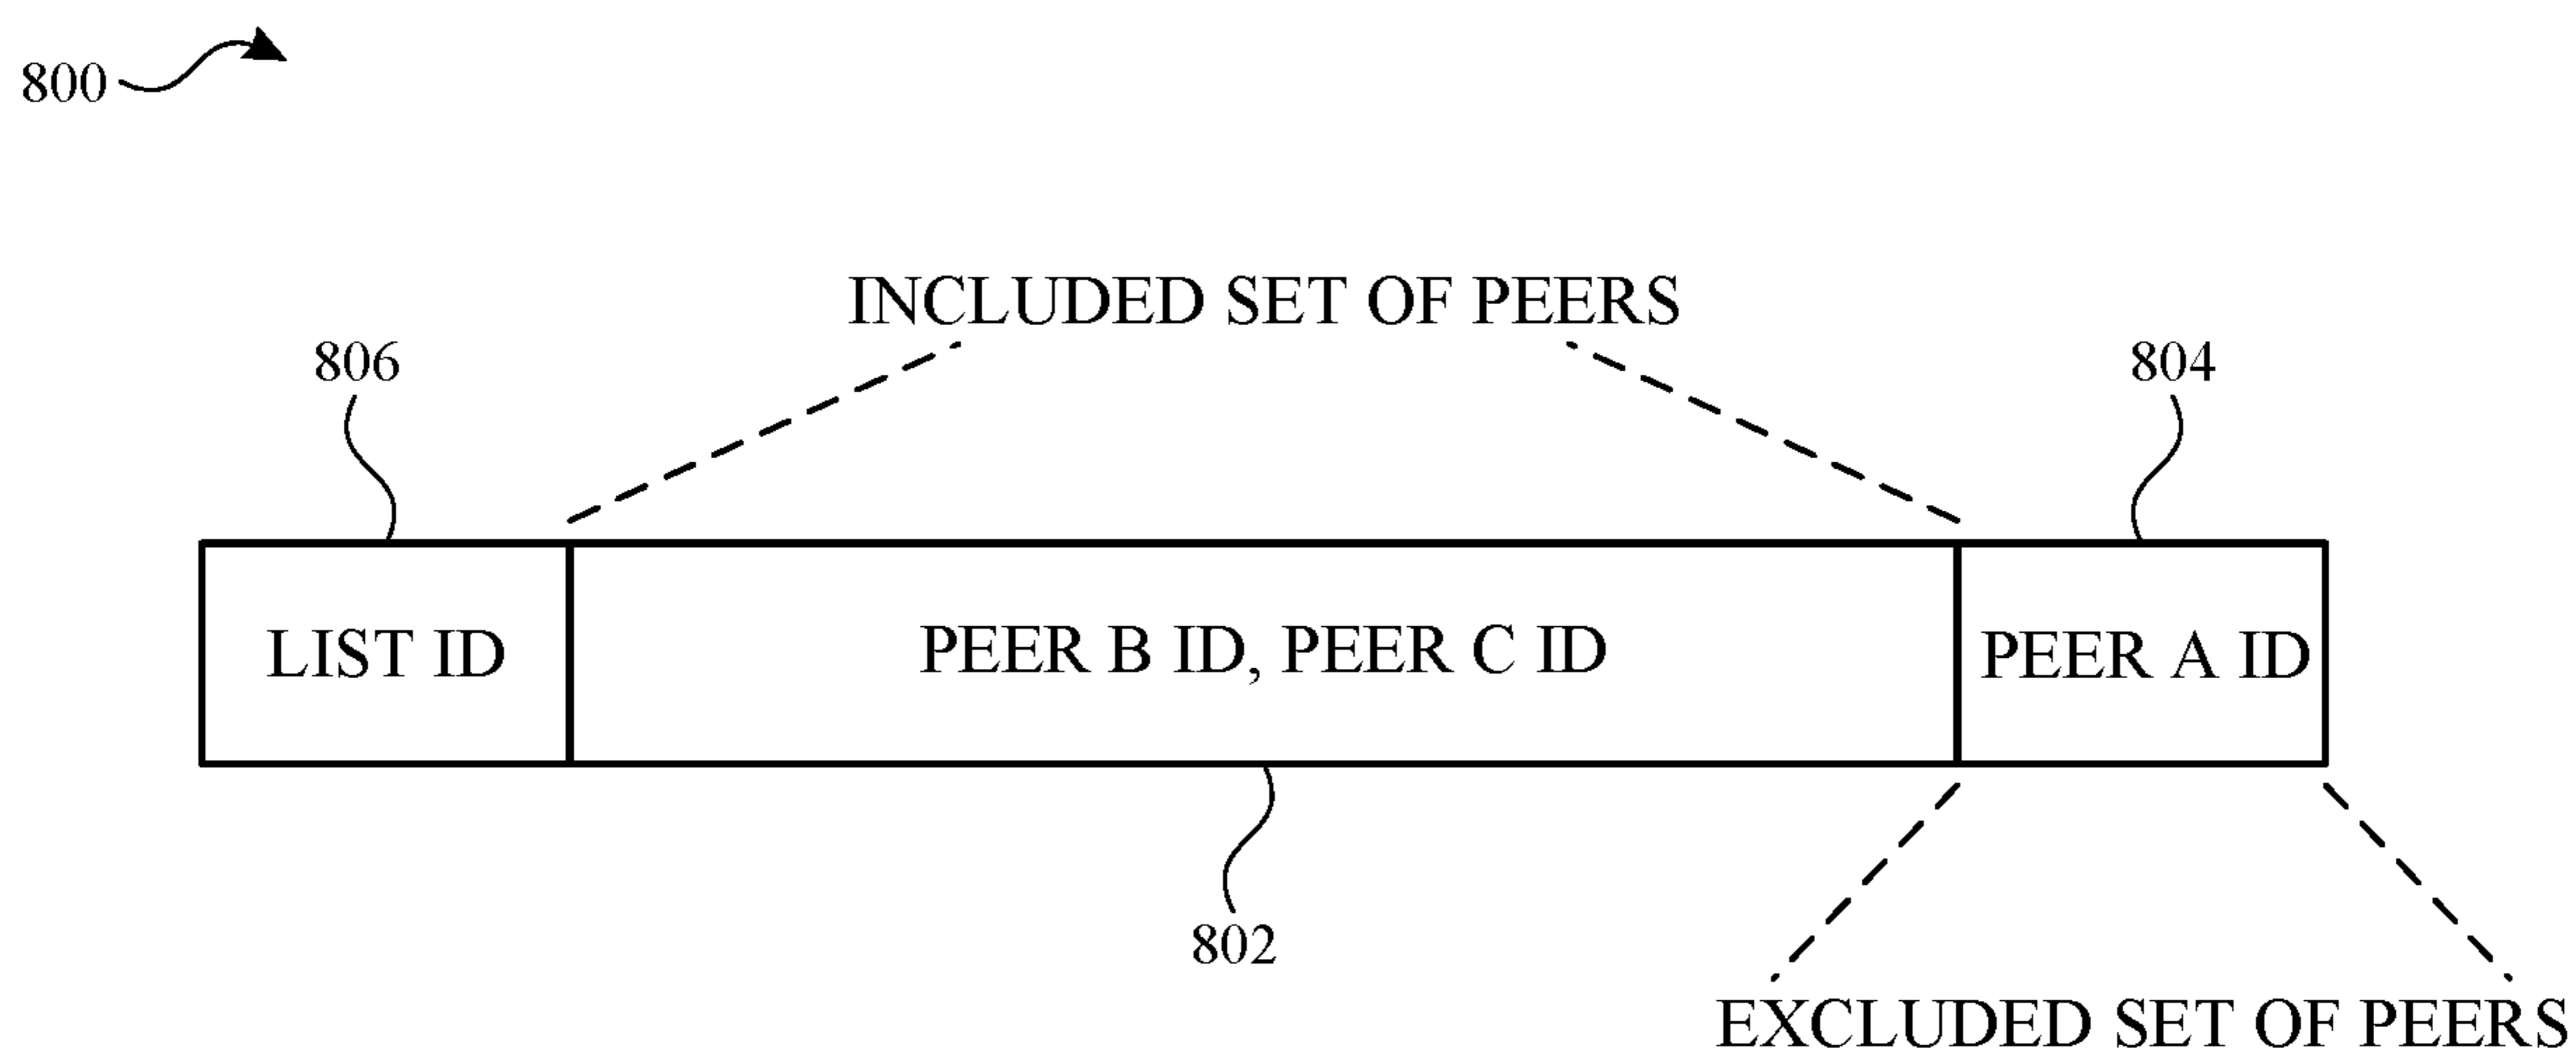 800
INCLUDED SET OF PEERS
806
804
LIST ID
PEER B ID, PEER C ID
PEER A ID
802
EXCLUDED SET OF PEERS